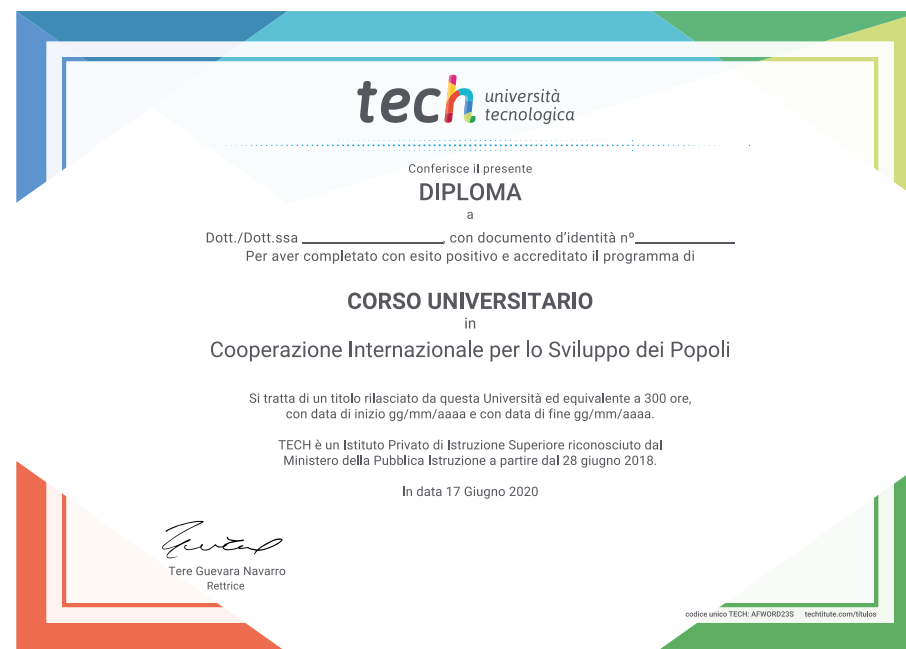 tech università
tecnologica
Conferisce il presente
DIPLOMA
a
Dott./Dott.ssa ____________________, con documento d'identità nº______________
Per aver completato con esito positivo e accreditato il programma di
CORSO UNIVERSITARIO
in
Cooperazione Internazionale per lo Sviluppo dei Popoli
Si tratta di un titolo rilasciato da questa Università ed equivalente a 300 ore,
con data di inizio gg/mm/aaaa e con data di fine gg/mm/aaaa.
TECH è un Istituto Privato di Istruzione Superiore riconosciuto dal
Ministero della Pubblica Istruzione a partire dal 28 giugno 2018.
In data 17 Giugno 2020
Tere Guevara Navarro
Rettrice
codice unico TECH: AFWORD23S techtitute.com/titulos